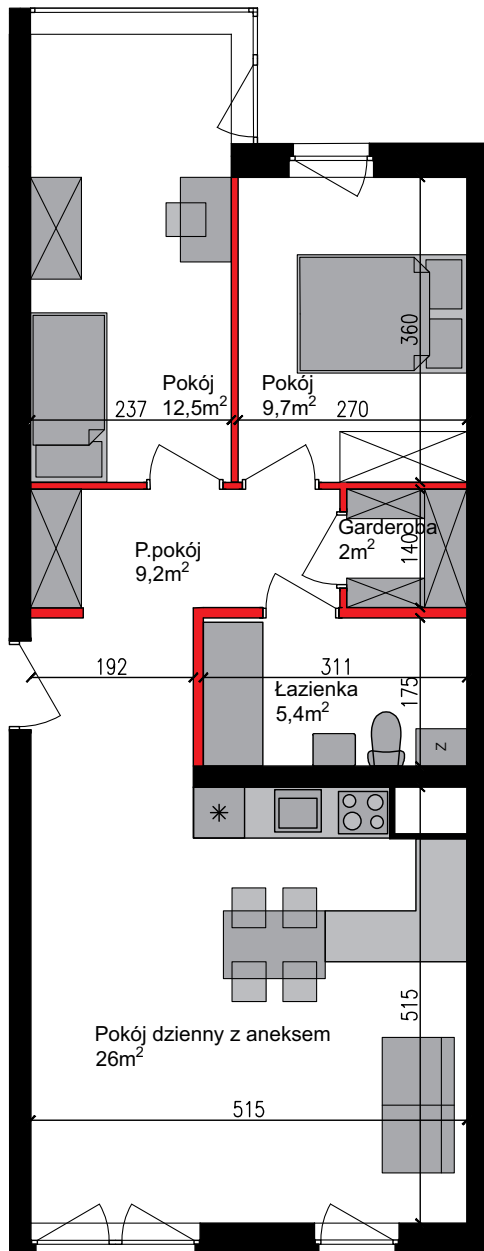 360
Pokój
12,5m²
Pokój
9,7m²
237
270
Garderoba
2m²
140
P.pokój
9,2m²
192
311
Łazienka
5,4m²
175
Z
515
Pokój dzienny z aneksem
26m²
515